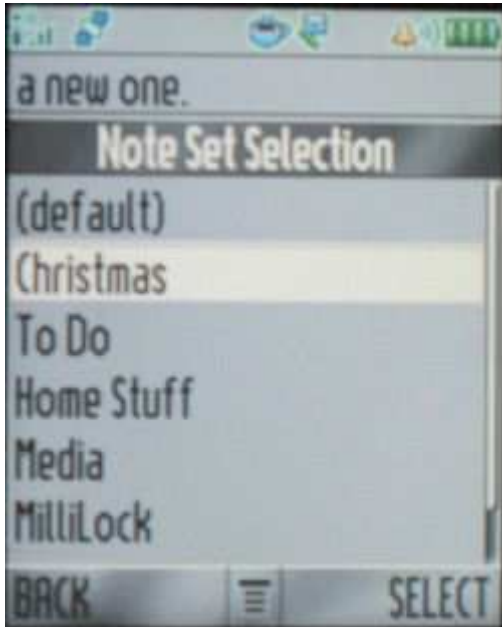 a new one.
Note Set Selection
(default)
Christmas
To Do
Home Stuff
Media
MilliLock
BACK
SELECT